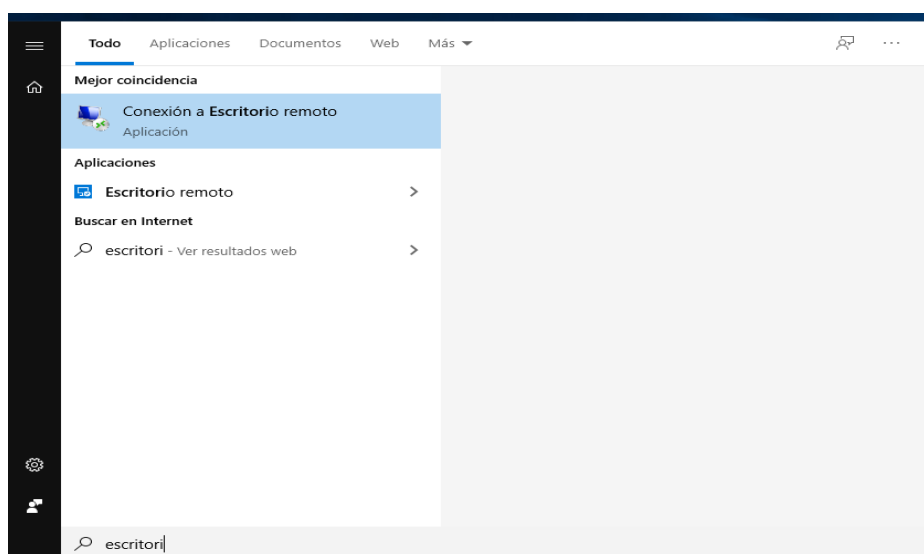 Todo Aplicaciones Documentos Web Más
Mejor coincidencia
Conexión a Escritorio remoto
Aplicación
Aplicaciones
Escritorio remoto
Buscar en Internet
escritori - Ver resultados web
escritori